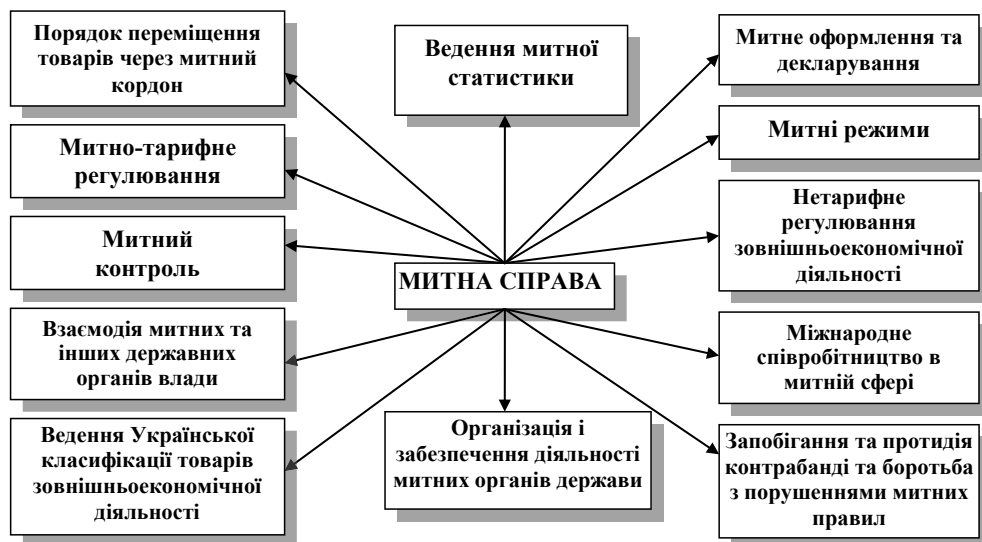 Порядок переміщення
товарів через митний
кордон
Ведення митної
статистики
Митне оформлення та
декларування
Митно-тарифне
регулювання
Митні режими
Митний
контроль
Нетарифне
регулювання
зовнішньоекономічної
діяльності
МИТНА СПРАВА
Взаємодія митних та
інших державних
органів влади
Міжнародне
співробітництво в
митній сфері
Ведення Української
класифікації товарів
зовнішньоекономічної
діяльності
Організація і
забезпечення діяльності
митних органів держави
Запобігання та протидія
контрабанді та боротьба
з порушеннями митних
правил